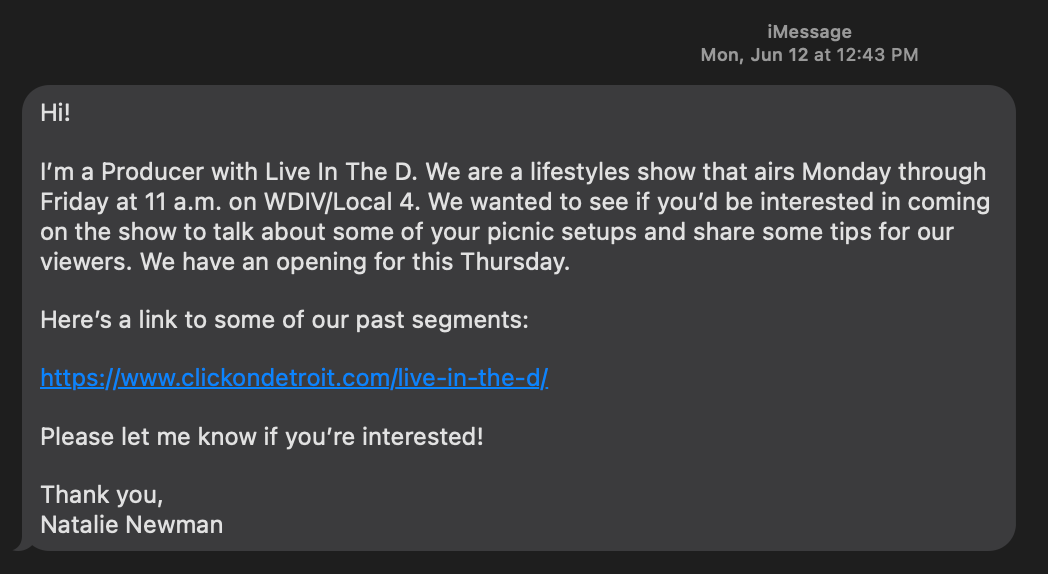 iMessage
Mon, Jun 12 at 12:43 PM
Hi!
I’m a Producer with Live In The D. We are a lifestyles show that airs Monday through
Friday at 11 a.m. on WDIV/Local 4. We wanted to see if you’d be interested in coming
on the show to talk about some of your picnic setups and share some tips for our
viewers. We have an opening for this Thursday.
Here’s a link to some of our past segments:
https://www.clickondetroit.com/live-in-the-d/
Please let me know if you’re interested!
Thank you,
Natalie Newman